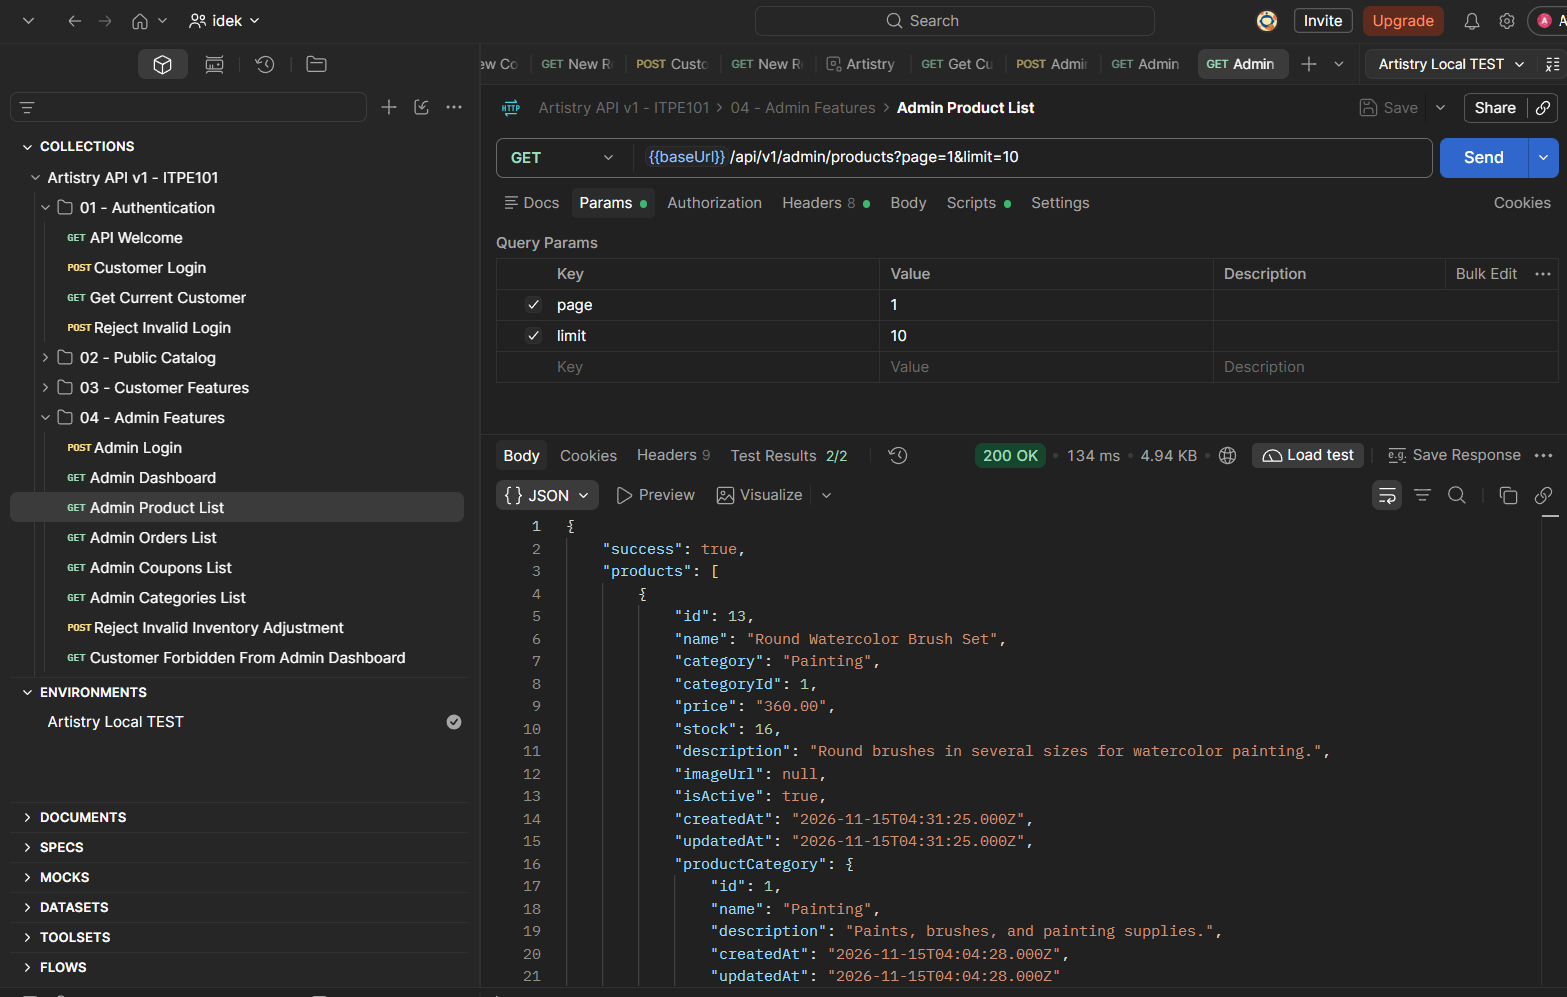 idek
Search
Invite
Upgrade
ew Co
GET New R
POST Custo
GET New R
Artistry
GET Get Cu
POST Admi
GET Admin
GET Admin
Artistry Local TEST
COLLECTIONS
Artistry API v1 - ITPE101
01 - Authentication
GET API Welcome
POST Customer Login
GET Get Current Customer
POST Reject Invalid Login
02 - Public Catalog
03 - Customer Features
04 - Admin Features
POST Admin Login
GET Admin Dashboard
GET Admin Product List
GET Admin Orders List
GET Admin Coupons List
GET Admin Categories List
POST Reject Invalid Inventory Adjustment
GET Customer Forbidden From Admin Dashboard
ENVIRONMENTS
Artistry Local TEST
DOCUMENTS
SPECS
MOCKS
DATASETS
TOOLSETS
FLOWS
HTTP Artistry API v1 - ITPE101 > 04 - Admin Features > Admin Product List
Save
Share
GET
{{baseUrl}} /api/v1/admin/products?page=1&limit=10
Send
Docs Params Authorization Headers 8 Body Scripts Settings
Cookies
Query Params
Key Value Description Bulk Edit
page 1
limit 10
Key Value Description
Body Cookies Headers 9 Test Results 2/2
200 OK 134 ms 4.94 KB
Load test
e.g. Save Response
{} JSON Preview Visualize
1 {
2 "success": true,
3 "products": [
4 {
5 "id": 13,
6 "name": "Round Watercolor Brush Set",
7 "category": "Painting",
8 "categoryId": 1,
9 "price": "360.00",
10 "stock": 16,
11 "description": "Round brushes in several sizes for watercolor painting.",
12 "imageUrl": null,
13 "isActive": true,
14 "createdAt": "2026-11-15T04:31:25.000Z",
15 "updatedAt": "2026-11-15T04:31:25.000Z",
16 "productCategory": {
17 "id": 1,
18 "name": "Painting",
19 "description": "Paints, brushes, and painting supplies.",
20 "createdAt": "2026-11-15T04:04:28.000Z",
21 "updatedAt": "2026-11-15T04:04:28.000Z"